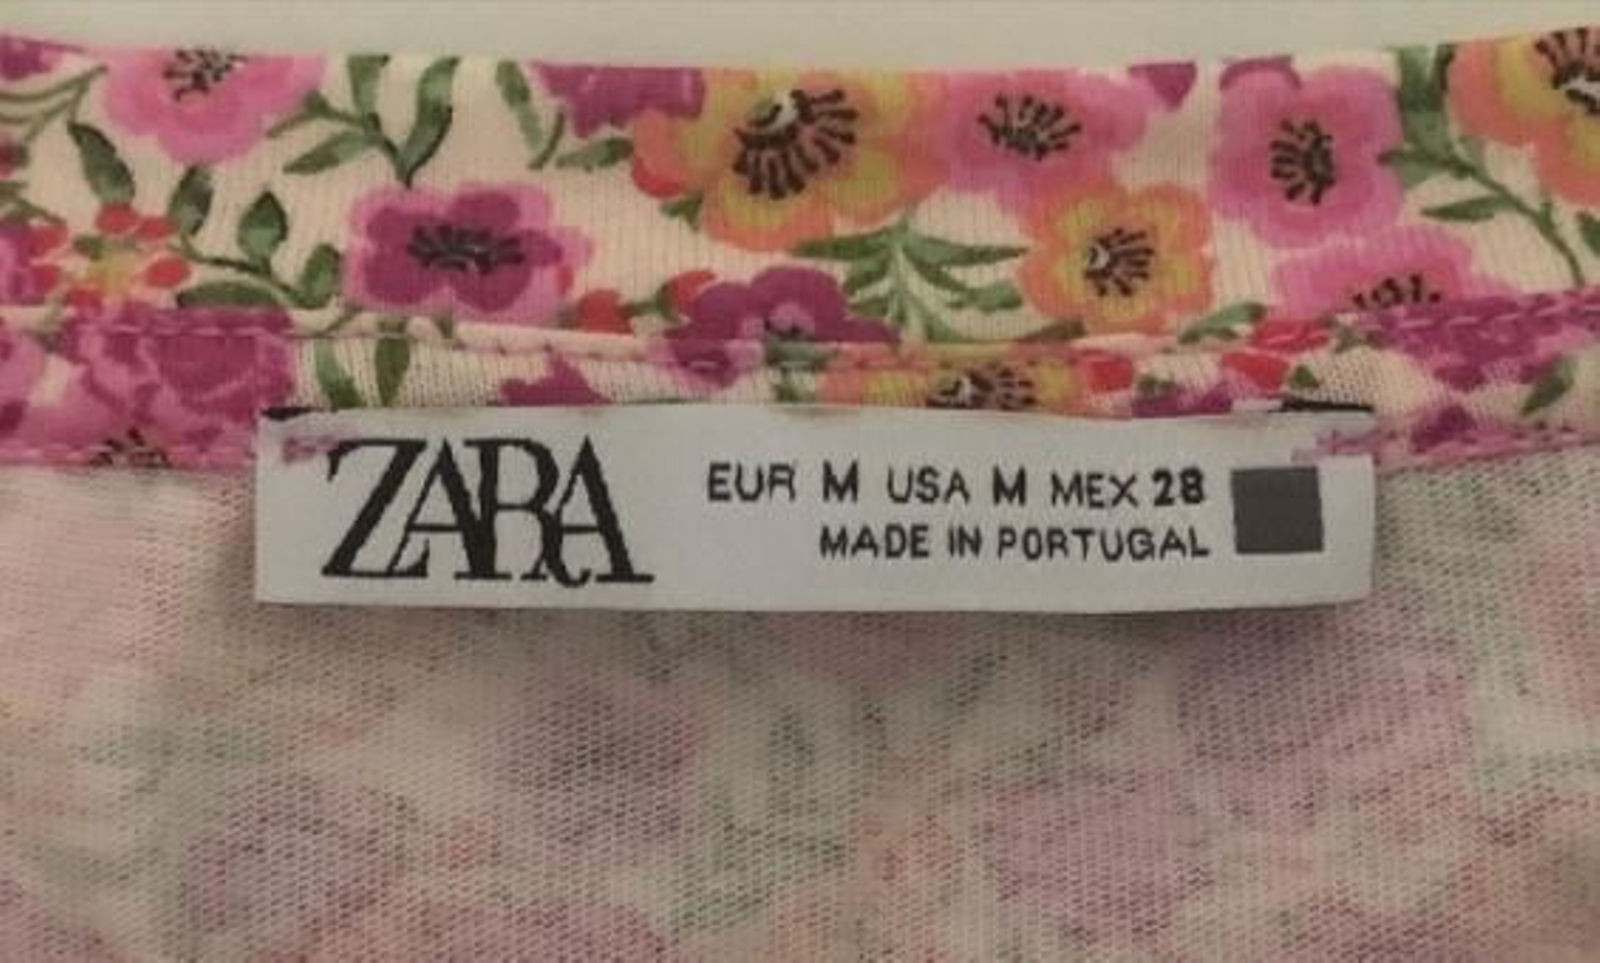 ZARA
EUR M USA M MEX 28
MADE IN PORTUGAL